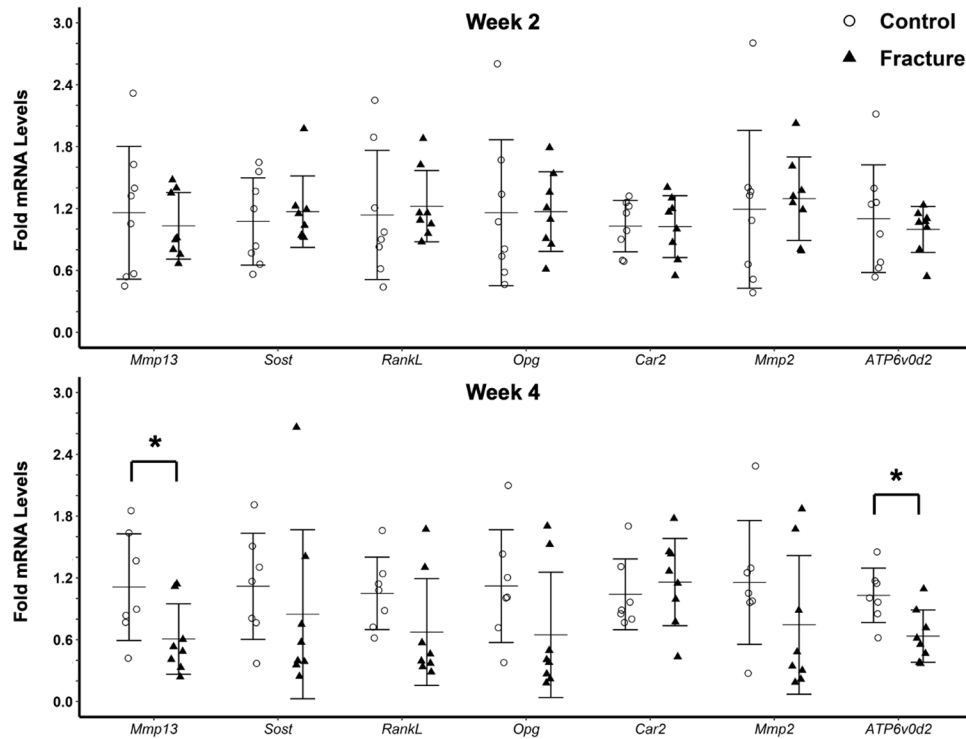 Week 2
Control
Fracture
Fold mRNA Levels
3.0
2.4
1.8
1.2
0.6
0.0
Mmp13 Sost RankL Opg Car2 Mmp2 ATP6v0d2
Week 4
Fold mRNA Levels
3.0
2.4
1.8
1.2
0.6
0.0
* *
Mmp13 Sost RankL Opg Car2 Mmp2 ATP6v0d2